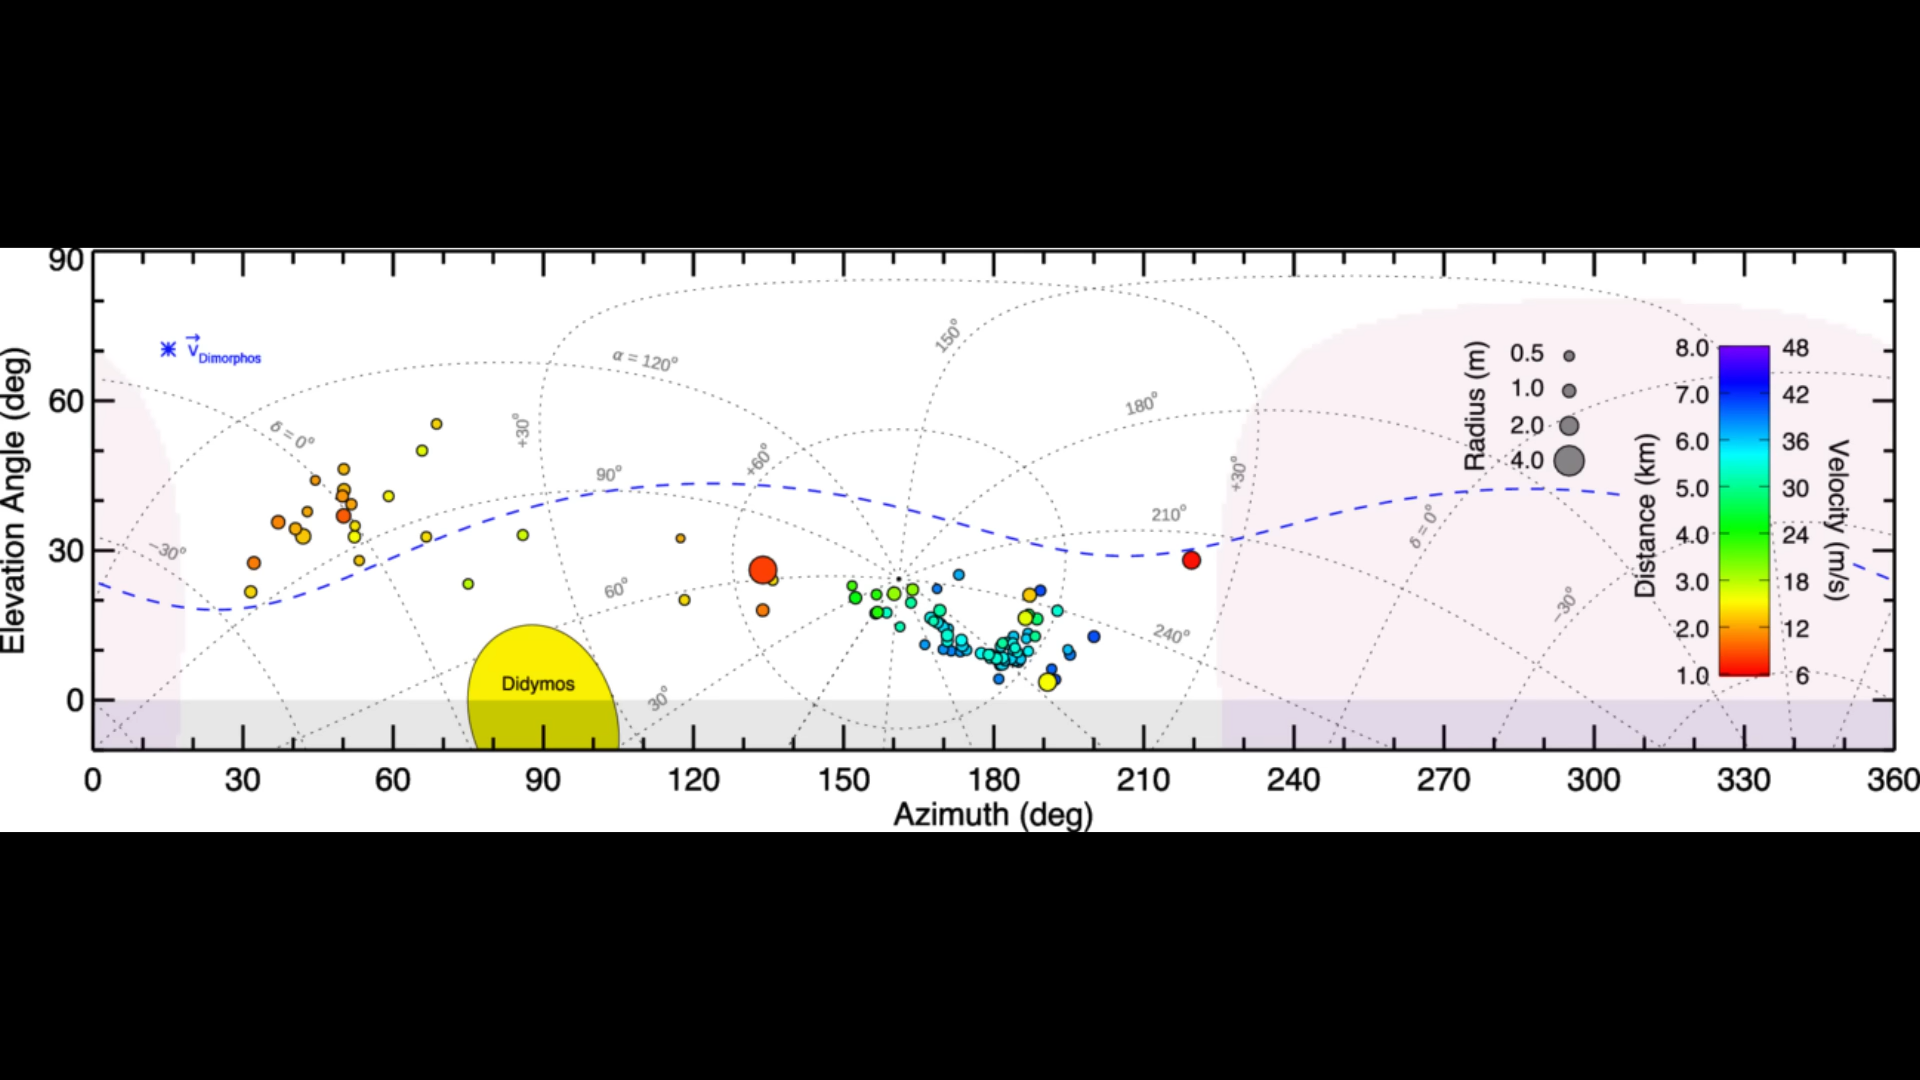 90
60
30
0
Elevation Angle (deg)
v Dimorphos
δ = 0°
-30°
+30°
α = 120°
90°
60°
30°
+60°
150°
180°
210°
240°
+30°
δ = 0°
-30°
Didymos
Radius (m)
0.5
1.0
2.0
4.0
Distance (km)
8.0 48
7.0 42
6.0 36
5.0 30
4.0 24
3.0 18
2.0 12
1.0 6
Velocity (m/s)
0 30 60 90 120 150 180 210 240 270 300 330 360
Azimuth (deg)